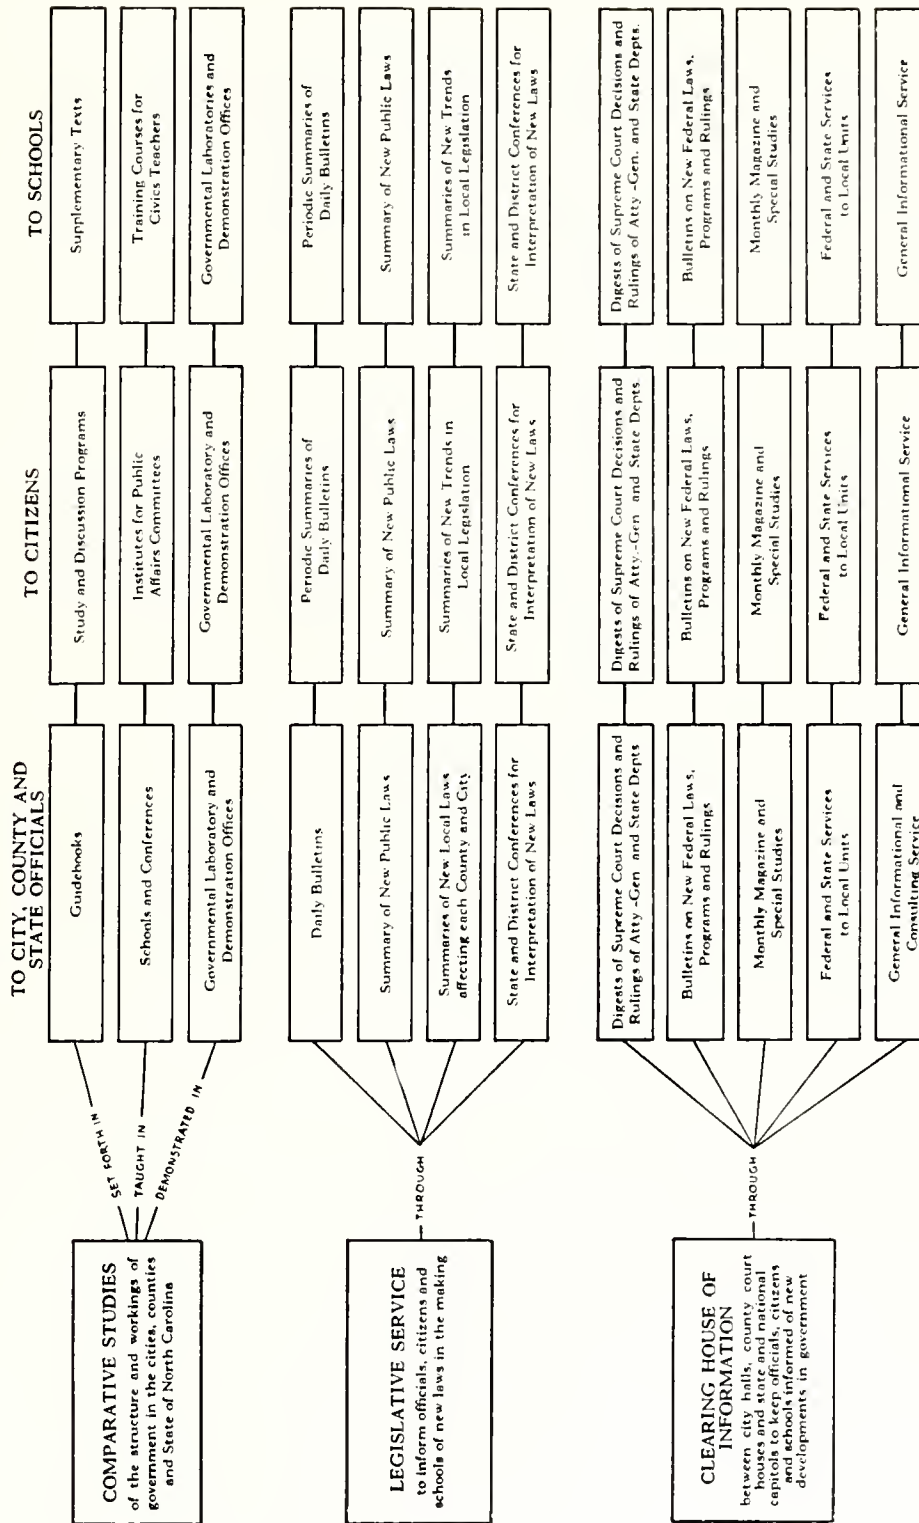 TO CITY, COUNTY AND
STATE OFFICIALS
TO CITIZENS
TO SCHOOLS
COMPARATIVE STUDIES
of the structure and workings of
government in the cities, counties
and State of North Carolina
SET FORTH IN
Guidebooks
Study and Discussion Programs
Supplementary Texts
TAUGHT IN
Schools and Conferences
Institutes for Public
Affairs Committees
Training Courses for
Civics Teachers
DEMONSTRATED IN
Governmental Laboratory and
Demonstration Offices
Governmental Laboratory and
Demonstration Offices
Governmental Laboratories and
Demonstration Offices
LEGISLATIVE SERVICE
to inform officials, citizens and
schools of new laws in the making
THROUGH
Daily Bulletins
Periodic Summaries of
Daily Bulletins
Periodic Summaries of
Daily Bulletins
Summary of New Public Laws
Summary of New Public Laws
Summary of New Public Laws
Summaries of New Local Laws
affecting each County and City
Summaries of New Trends in
Local Legislation
Summaries of New Trends
in Local Legislation
State and District Conferences for
Interpretation of New Laws
State and District Conferences for
Interpretation of New Laws
State and District Conferences for
Interpretation of New Laws
CLEARING HOUSE OF
INFORMATION
between city halls, county court
houses and state and national
capitols to keep officials, citizens
and schools informed of new
developments in government
THROUGH
Digests of Supreme Court Decisions and
Rulings of Atty -Gen and State Depts
Digests of Supreme Court Decisions and
Rulings of Atty.-Gen and State Depts.
Digests of Supreme Court Decisions and
Rulings of Atty -Gen. and State Depts.
Bulletins on New Federal Laws,
Programs and Rulings
Bulletins on New Federal Laws,
Programs and Rulings
Bulletins on New Federal Laws,
Programs and Rulings
Monthly Magazine and
Special Studies
Monthly Magazine and
Special Studies
Monthly Magazine and
Special Studies
Federal and State Services
to Local Units
Federal and State Services
to Local Units
Federal and State Services
to Local Units
General Informational and
Consulting Service
General Informational Service
General Informational Service